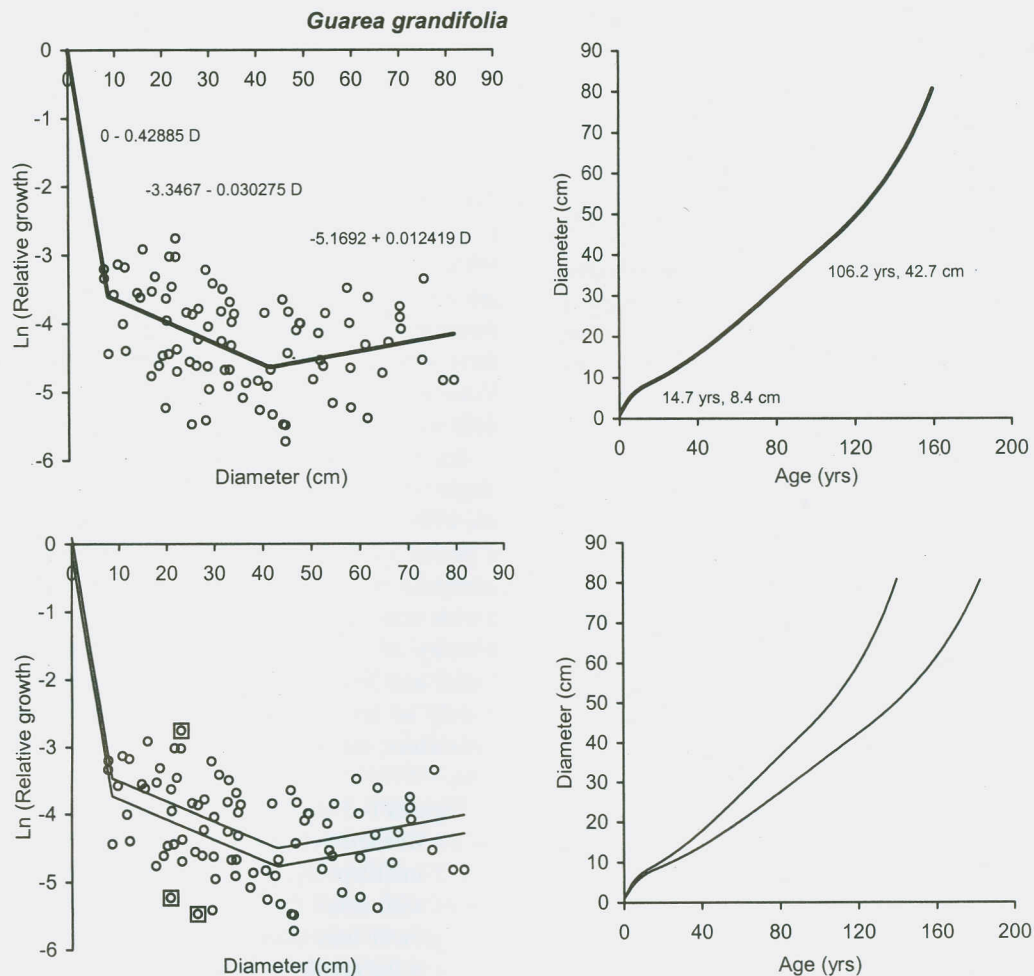 Guarea grandifolia
0
0 10 20 30 40 50 60 70 80 90
-1
-2
-3
-4
-5
-6
Ln (Relative growth)
0 - 0.42885 D
-3.3467 - 0.030275 D
-5.1692 + 0.012419 D
Diameter (cm)
90
80
70
60
50
40
30
20
10
0
Diameter (cm)
106.2 yrs, 42.7 cm
14.7 yrs, 8.4 cm
0 40 80 120 160 200
Age (yrs)
0
0 10 20 30 40 50 60 70 80 90
-1
-2
-3
-4
-5
-6
Ln (Relative growth)
Diameter (cm)
90
80
70
60
50
40
30
20
10
0
Diameter (cm)
0 40 80 120 160 200
Age (yrs)